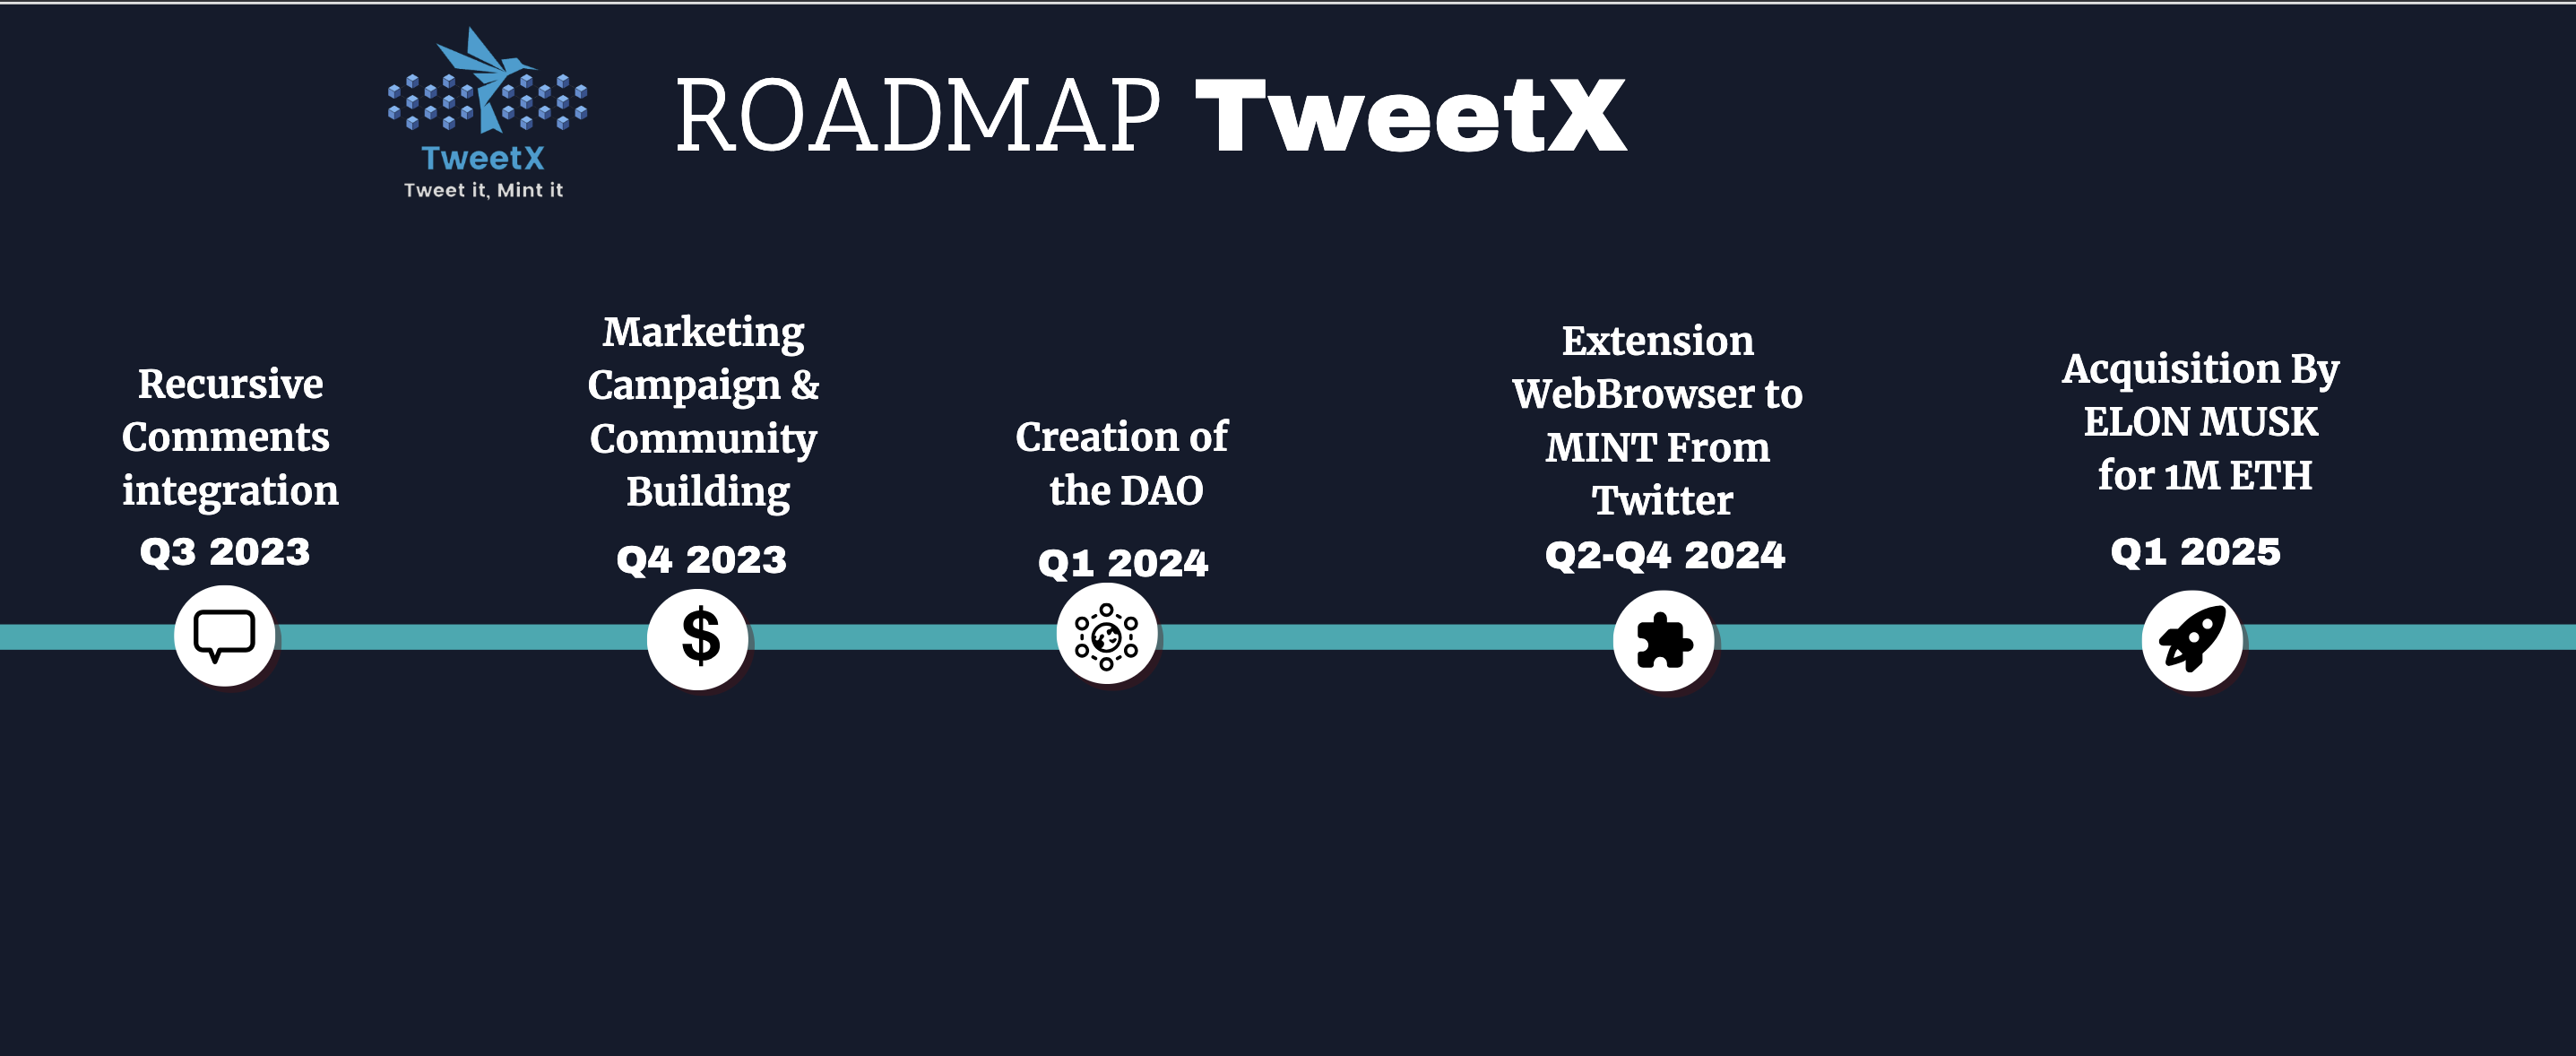 TweetX
Tweet it, Mint it
ROADMAP TweetX
Recursive
Comments
integration
Q3 2023
Marketing
Campaign &
Community
Building
Q4 2023
$
Creation of
the DAO
Q1 2024
Extension
WebBrowser to
MINT From
Twitter
Q2-Q4 2024
Acquisition By
ELON MUSK
for 1M ETH
Q1 2025